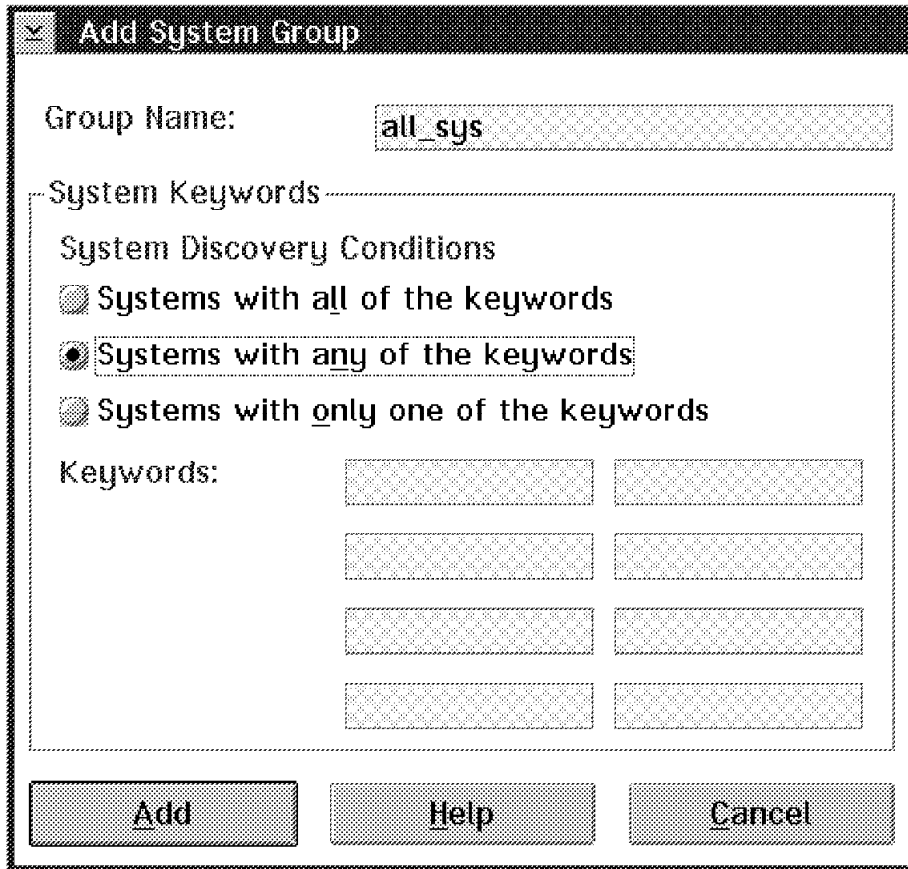 Add System Group
Group Name: all_sys
System Keywords
System Discovery Conditions
Systems with all of the keywords
Systems with any of the keywords
Systems with only one of the keywords
Keywords:
Add Help Cancel